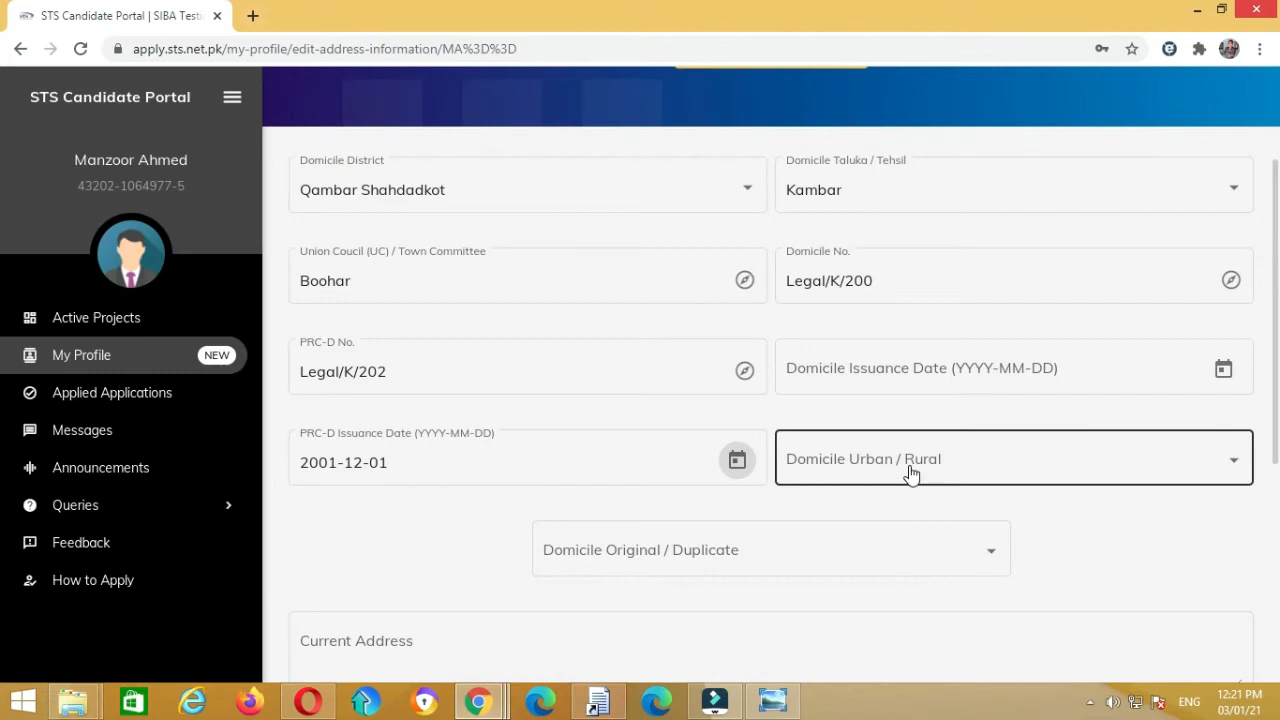 STS Candidate Portal | SIBA Test
apply.sts.net.pk/my-profile/edit-address-information/MA%3D%3D
STS Candidate Portal
Manzoor Ahmed
43202-1064977-5
Active Projects
My Profile
NEW
Applied Applications
Messages
Announcements
Queries
Feedback
How to Apply
Domicile District
Qambar Shahdadkot
Domicile Taluka / Tehsil
Kambar
Union Coucil (UC) / Town Committee
Boohar
Domicile No.
Legal/K/200
PRC-D No.
Legal/K/202
Domicile Issuance Date (YYYY-MM-DD)
PRC-D Issuance Date (YYYY-MM-DD)
2001-12-01
Domicile Urban / Rural
Domicile Original / Duplicate
Current Address
ENG
12:21 PM
03/01/21